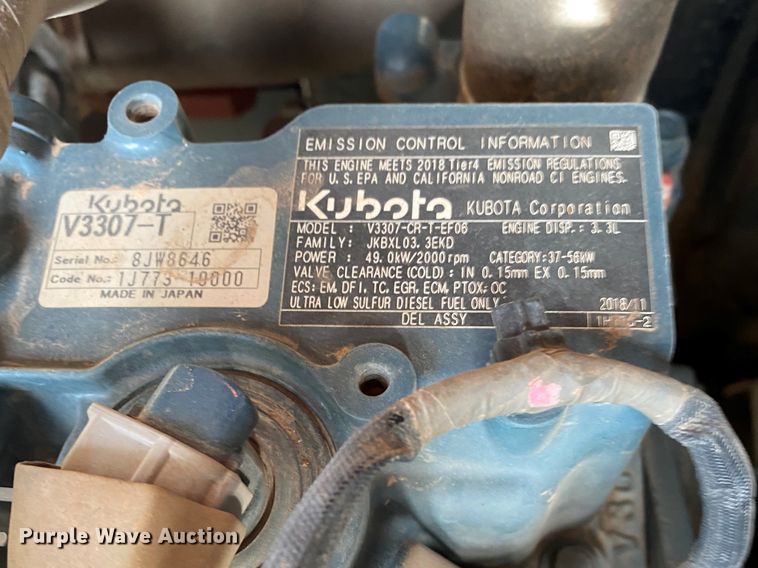 EMISSION CONTROL INFORMATION
THIS ENGINE MEETS 2018 Tier4 EMISSION REGULATIONS
FOR U.S.EPA AND CALIFORNIA NONROAD CI ENGINES.
Kubota KUBOTA Corporation
MODEL : V3307-CR-T-EF06 ENGINE DISP.: 3.3L
FAMILY: JKBXL03.3EKD
POWER : 49.0kW/2000rpm CATEGORY:37-56kW
VALVE CLEARANCE (COLD) : IN 0.15mm EX 0.15mm
ECS: EM, DFI, TC, EGR, ECM, PTOX, OC
ULTRA LOW SULFUR DIESEL FUEL ONLY
2018/11
DEL ASSY
Kubota
V3307-T
Serial No.: 8JW8646
Code No.: 1J773-19000
MADE IN JAPAN
Purple Wave Auction